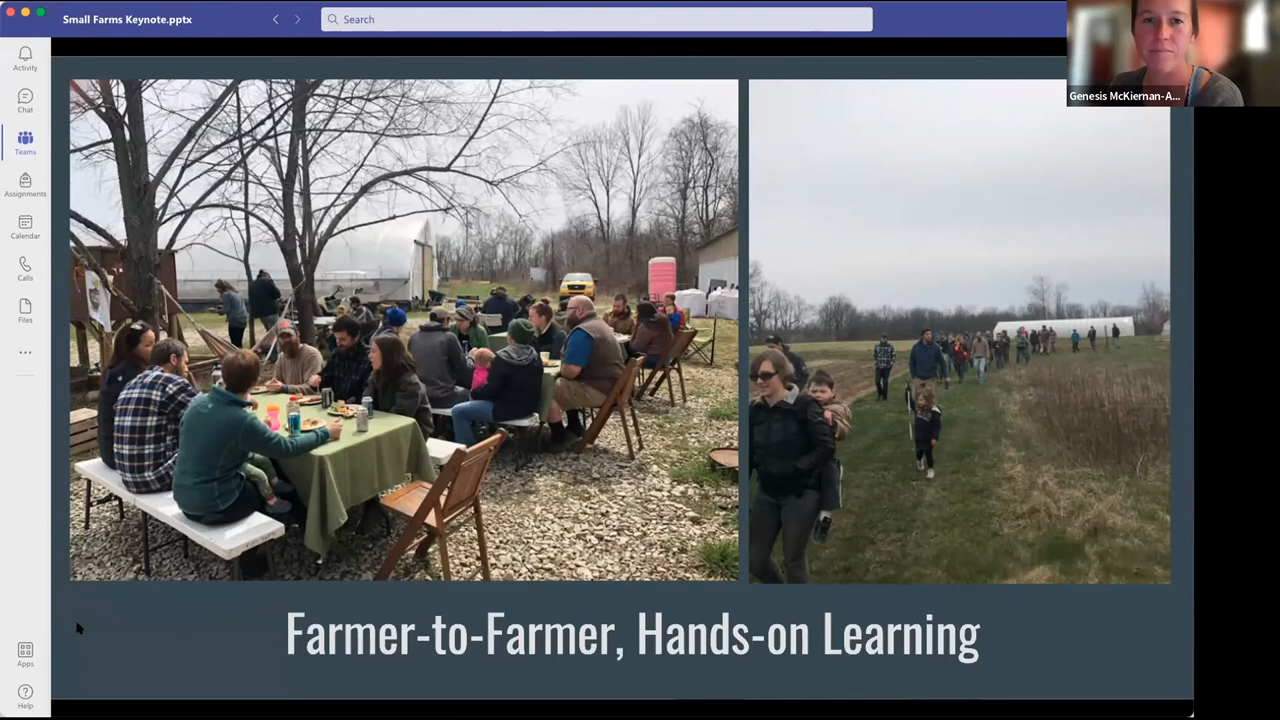 Small Farms Keynote.pptx
Search
Genesis McKiernan-A...
Activity
Chat
Teams
Assignments
Calendar
Calls
Files
...
Apps
Help
Farmer-to-Farmer, Hands-on Learning